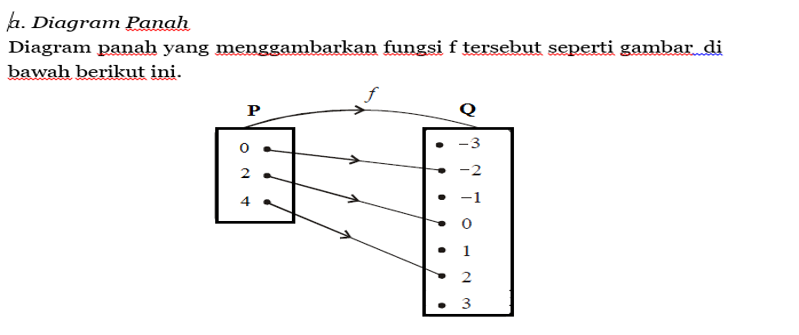 a. Diagram Panah
Diagram panah yang menggambarkan fungsi f tersebut seperti gambar di
bawah berikut ini.
f
P
Q
0
2
4
−3
−2
−1
0
1
2
3